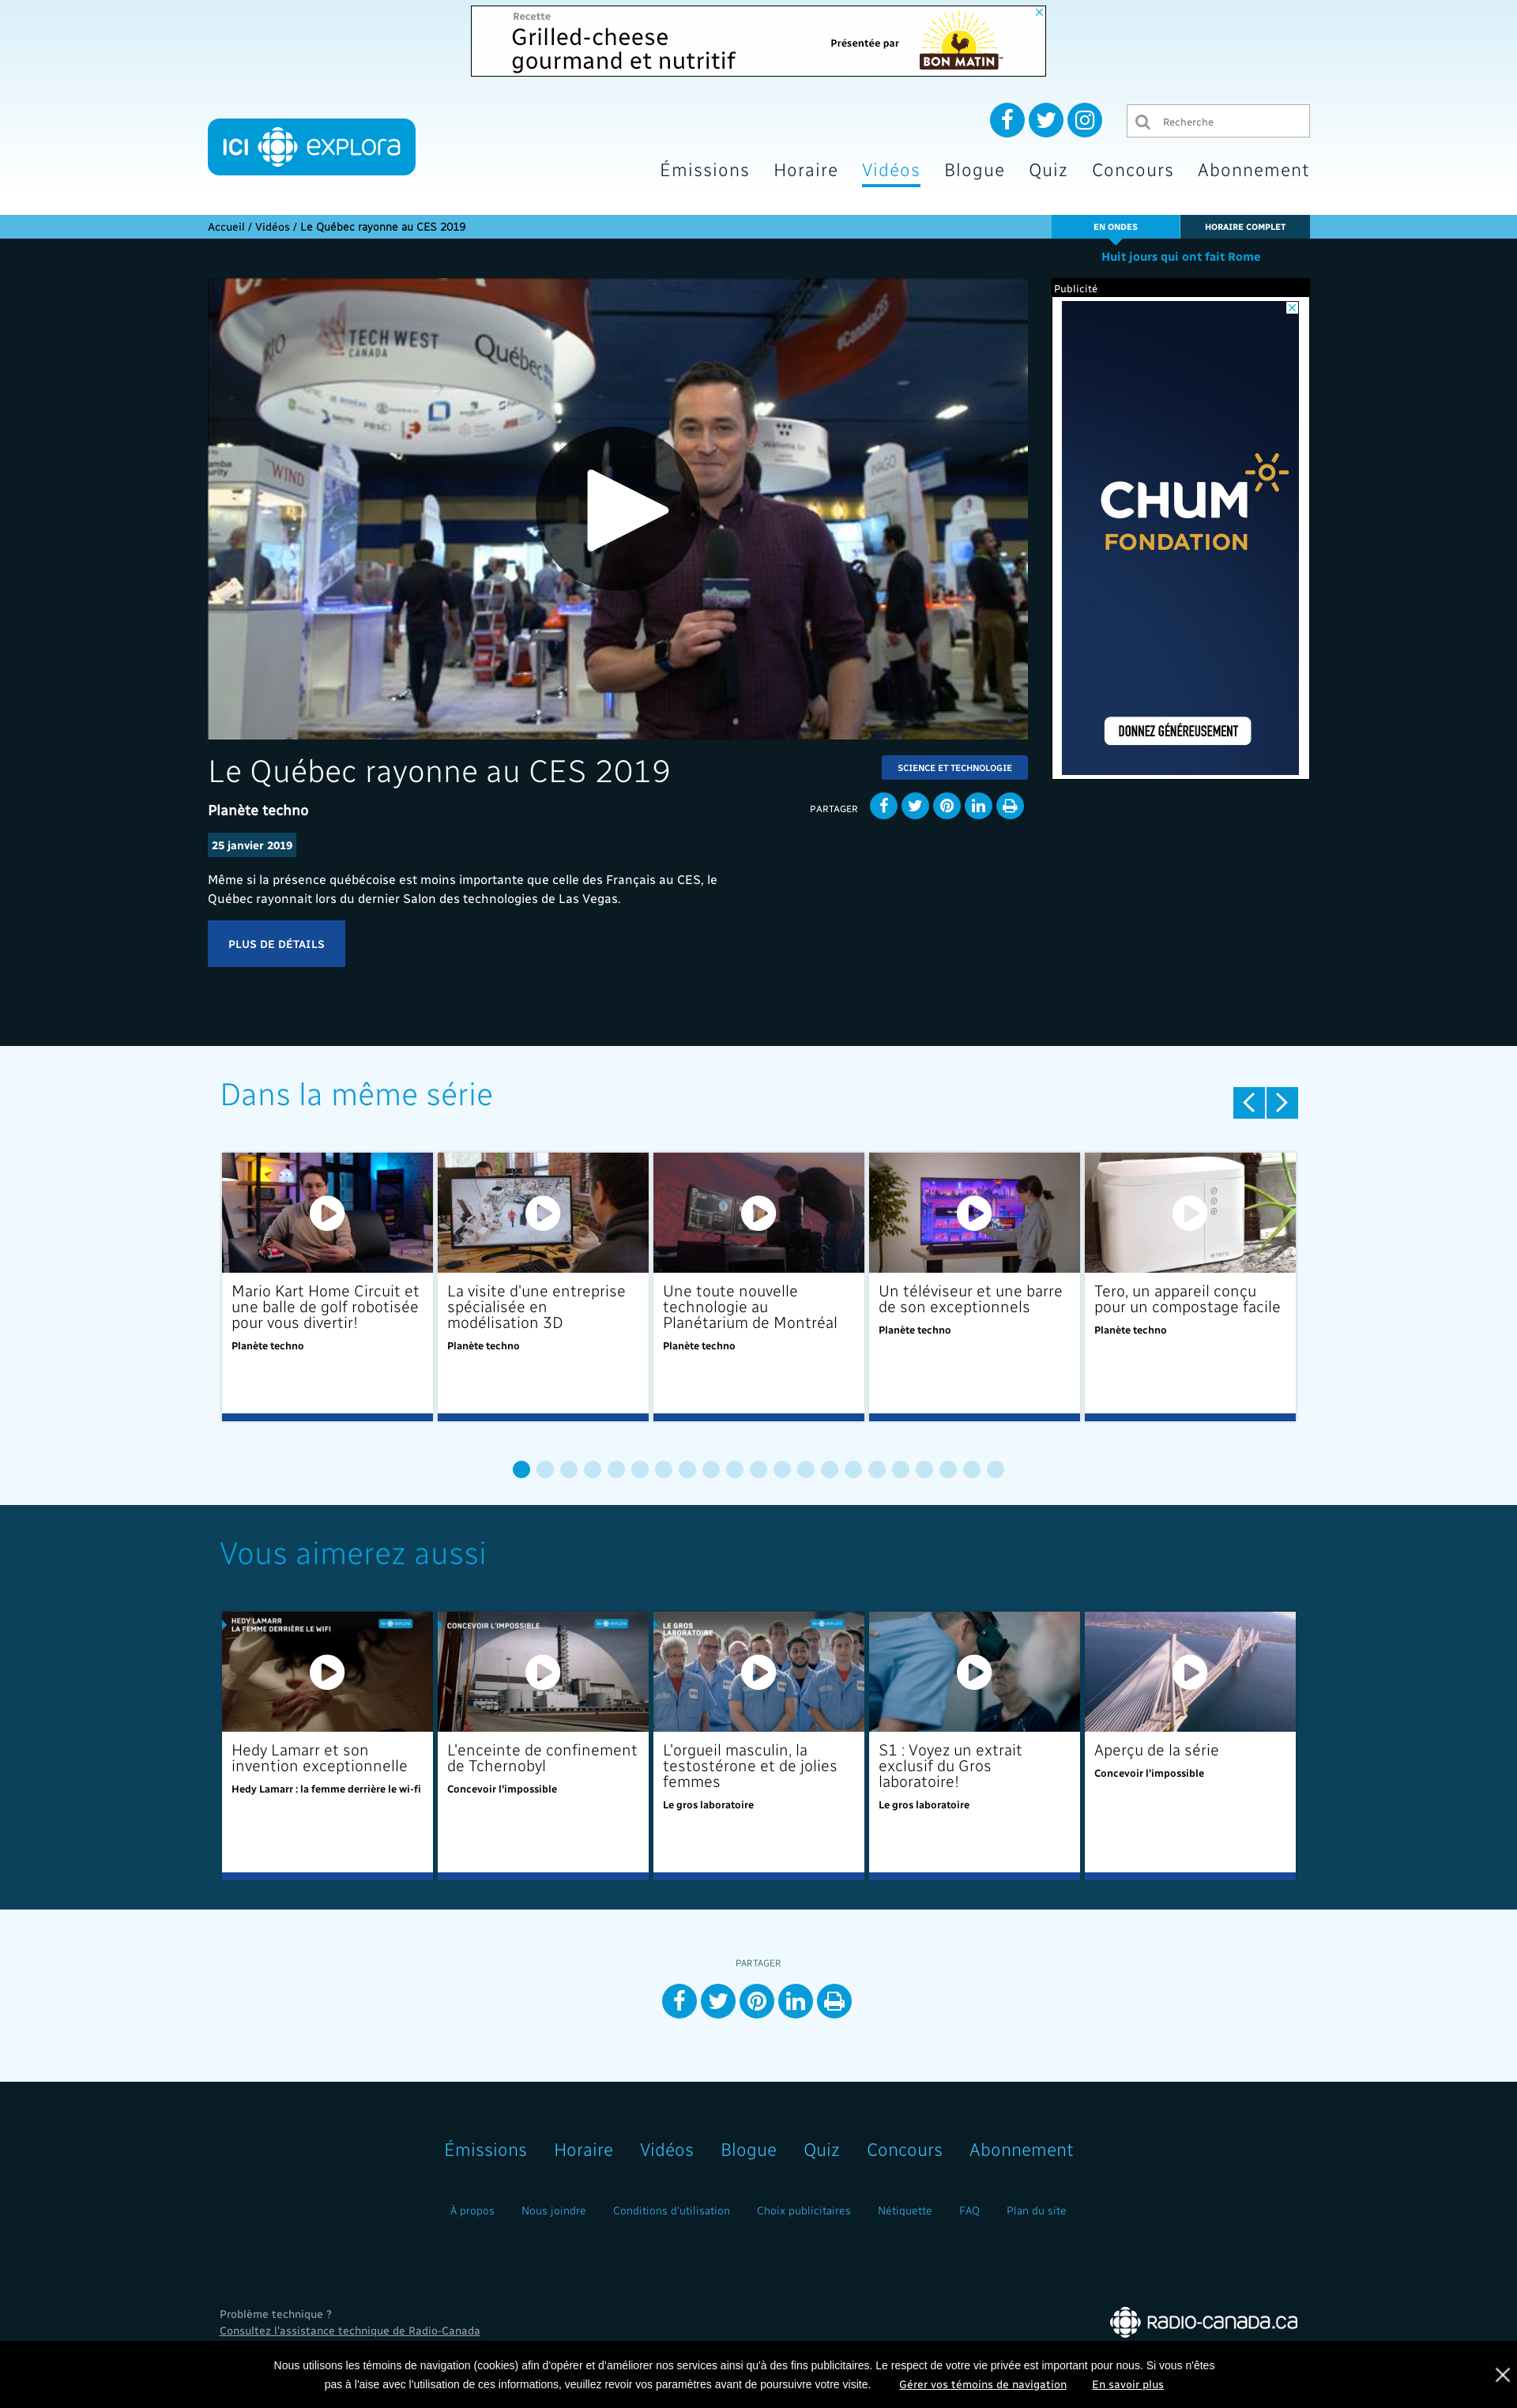 Recette
Grilled-cheese
gourmand et nutritif
Présentée par
BON MATIN
ICI explora
Recherche
Émissions Horaire Vidéos Blogue Quiz Concours Abonnement
Accueil / Vidéos / Le Québec rayonne au CES 2019
EN ONDES
HORAIRE COMPLET
Huit jours qui ont fait Rome
TECH WEST
CANADA
Québec
WIND
Publicité
CHUM
FONDATION
DONNEZ GÉNÉREUSEMENT
Le Québec rayonne au CES 2019
SCIENCE ET TECHNOLOGIE
Planète techno
PARTAGER
25 janvier 2019
Même si la présence québécoise est moins importante que celle des Français au CES, le
Québec rayonnait lors du dernier Salon des technologies de Las Vegas.
PLUS DE DÉTAILS
Dans la même série
Mario Kart Home Circuit et
une balle de golf robotisée
pour vous divertir!
Planète techno
La visite d'une entreprise
spécialisée en
modélisation 3D
Planète techno
Une toute nouvelle
technologie au
Planétarium de Montréal
Planète techno
Un téléviseur et une barre
de son exceptionnels
Planète techno
tero
Tero, un appareil conçu
pour un compostage facile
Planète techno
Vous aimerez aussi
HEDY LAMARR
LA FEMME DERRIÈRE LE WIFI
Hedy Lamarr et son
invention exceptionnelle
Hedy Lamarr : la femme derrière le wi-fi
CONCEVOIR L'IMPOSSIBLE
L'enceinte de confinement
de Tchernobyl
Concevoir l'impossible
LE GROS
LABORATOIRE
L'orgueil masculin, la
testostérone et de jolies
femmes
Le gros laboratoire
S1 : Voyez un extrait
exclusif du Gros
laboratoire!
Le gros laboratoire
Aperçu de la série
Concevoir l'impossible
PARTAGER
Émissions Horaire Vidéos Blogue Quiz Concours Abonnement
À propos Nous joindre Conditions d'utilisation Choix publicitaires Nétiquette FAQ Plan du site
Problème technique ?
Consultez l'assistance technique de Radio-Canada
Radio-Canada.ca
Nous utilisons les témoins de navigation (cookies) afin d'opérer et d'améliorer nos services ainsi qu'à des fins publicitaires. Le respect de votre vie privée est important pour nous. Si vous n'êtes
pas à l'aise avec l'utilisation de ces informations, veuillez revoir vos paramètres avant de poursuivre votre visite. Gérer vos témoins de navigation En savoir plus